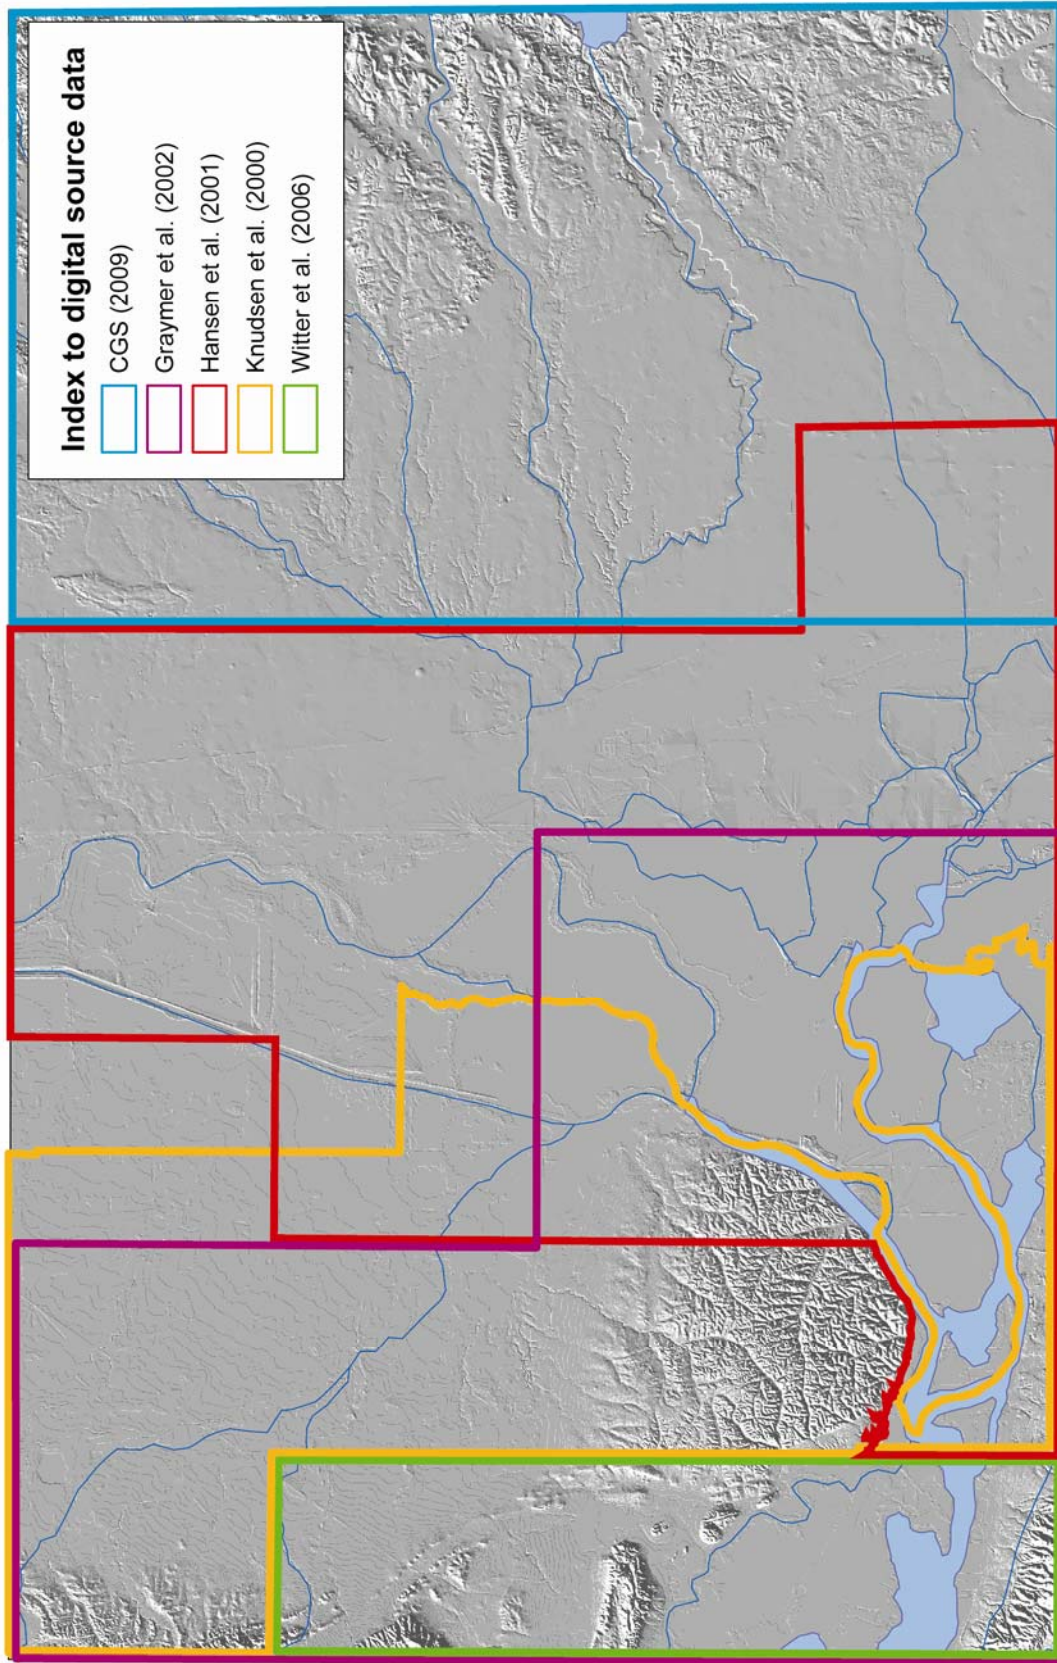 Index to digital source data
CGS (2009)
Graymer et al. (2002)
Hansen et al. (2001)
Knudsen et al. (2000)
Witter et al. (2006)